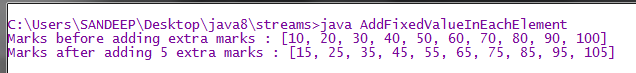 C:\Users\SANDEEP\Desktop\java8\streams>java AddFixedValueInEachElement
Marks before adding extra marks : [10, 20, 30, 40, 50, 60, 70, 80, 90, 100]
Marks after adding 5 extra marks : [15, 25, 35, 45, 55, 65, 75, 85, 95, 105]